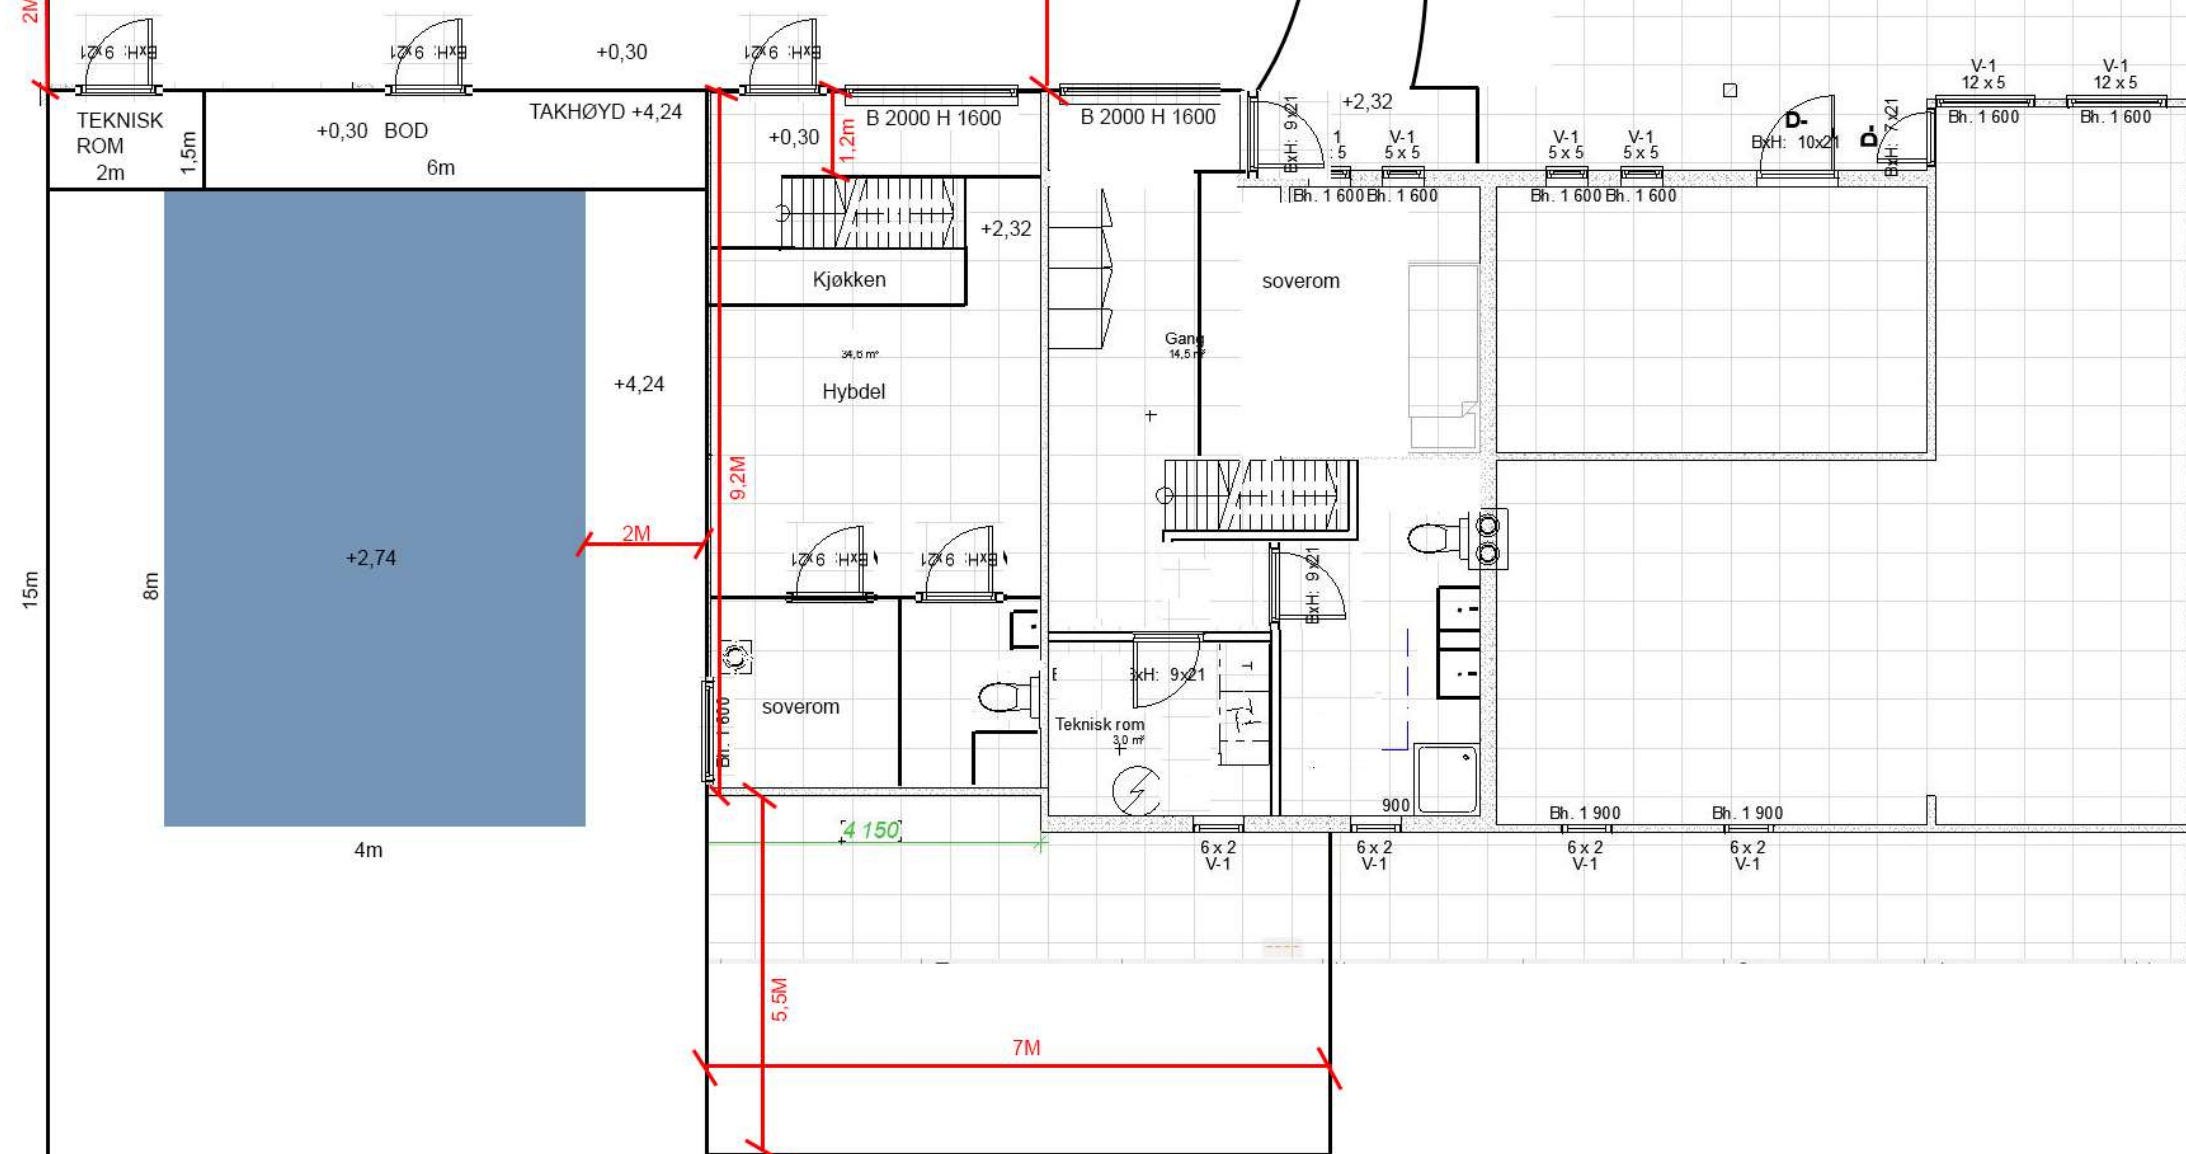 2M
BxH: 9x21
BxH: 9x21
+0,30
BxH: 9x21
TEKNISK
ROM
2m
1,5m
+0,30 BOD
6m
TAKHØYD +4,24
+0,30
1,2m
B 2000 H 1600
B 2000 H 1600
BxH: 9x21
+2,32
V-1
5 x 5
Bh. 1 600
Bh. 1 600
V-1
5 x 5
V-1
5 x 5
Bh. 1 600
Bh. 1 600
D-
BxH: 10x21
D-
BxH: 7x21
V-1
12 x 5
Bh. 1 600
V-1
12 x 5
Bh. 1 600
+2,32
Kjøkken
soverom
34,6 m²
Hybdel
Gang
14,5 m²
+4,24
9,2M
2M
+2,74
15m
8m
4m
BxH: 9x21
BxH: 9x21
BxH: 9x21
soverom
Bh. 1 600
xH: 9x21
T
Teknisk rom
3,0 m²
4 150
900
Bh. 1 900
Bh. 1 900
6 x 2
V-1
6 x 2
V-1
6 x 2
V-1
6 x 2
V-1
5,5M
7M